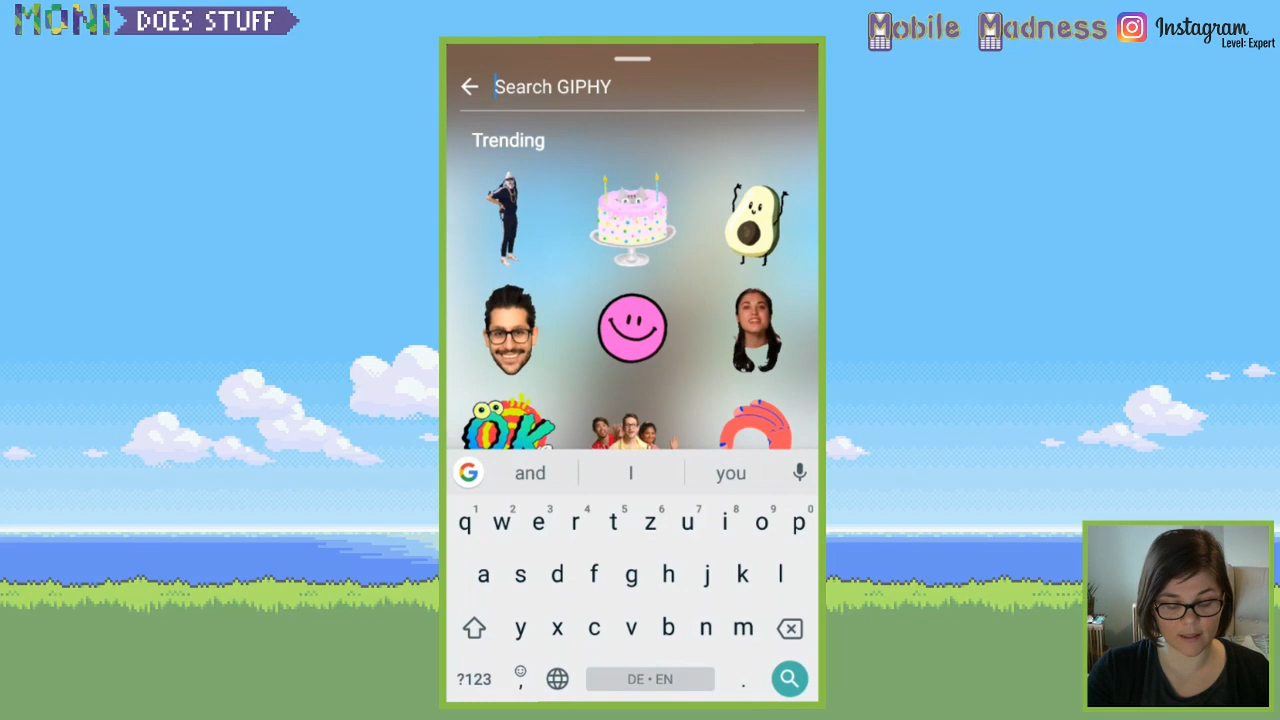 MONI DOES STUFF
Mobile Madness Instagram
Level: Expert
Search GIPHY
Trending
OK
G and I you
1 2 3 4 5 6 7 8 9 0
q w e r t z u i o p
a s d f g h j k l
y x c v b n m
?123 , DE • EN .